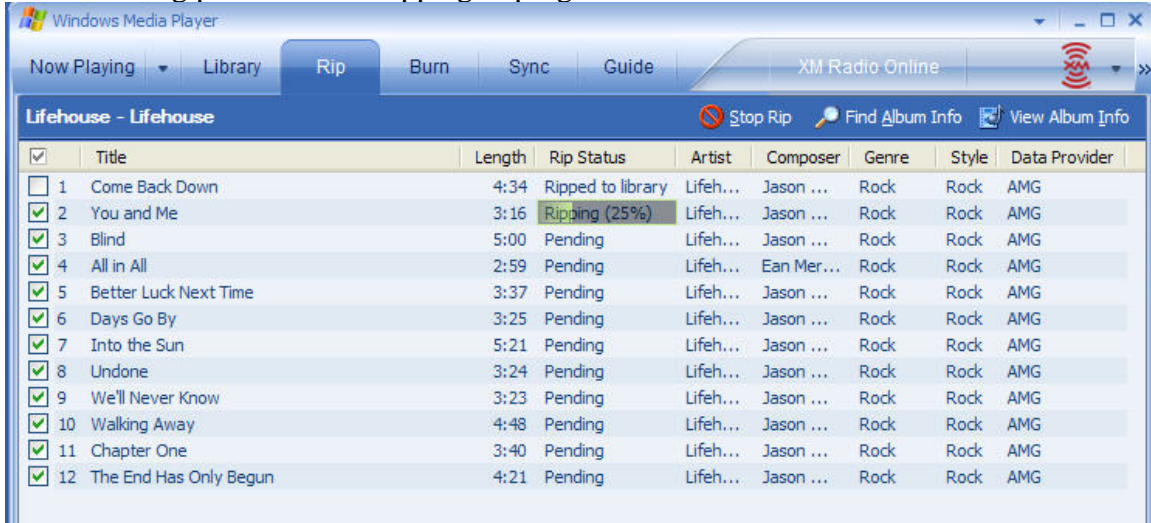 Windows Media Player
Now Playing Library Rip Burn Sync Guide XM Radio Online XM »
Lifehouse - Lifehouse Stop Rip Find Album Info View Album Info
Title Length Rip Status Artist Composer Genre Style Data Provider
1 Come Back Down 4:34 Ripped to library Lifeh... Jason ... Rock Rock AMG
2 You and Me 3:16 Ripping (25%) Lifeh... Jason ... Rock Rock AMG
3 Blind 5:00 Pending Lifeh... Jason ... Rock Rock AMG
4 All in All 2:59 Pending Lifeh... Ean Mer... Rock Rock AMG
5 Better Luck Next Time 3:37 Pending Lifeh... Jason ... Rock Rock AMG
6 Days Go By 3:25 Pending Lifeh... Jason ... Rock Rock AMG
7 Into the Sun 5:21 Pending Lifeh... Jason ... Rock Rock AMG
8 Undone 3:24 Pending Lifeh... Jason ... Rock Rock AMG
9 We'll Never Know 3:23 Pending Lifeh... Jason ... Rock Rock AMG
10 Walking Away 4:48 Pending Lifeh... Jason ... Rock Rock AMG
11 Chapter One 3:40 Pending Lifeh... Jason ... Rock Rock AMG
12 The End Has Only Begun 4:21 Pending Lifeh... Jason ... Rock Rock AMG